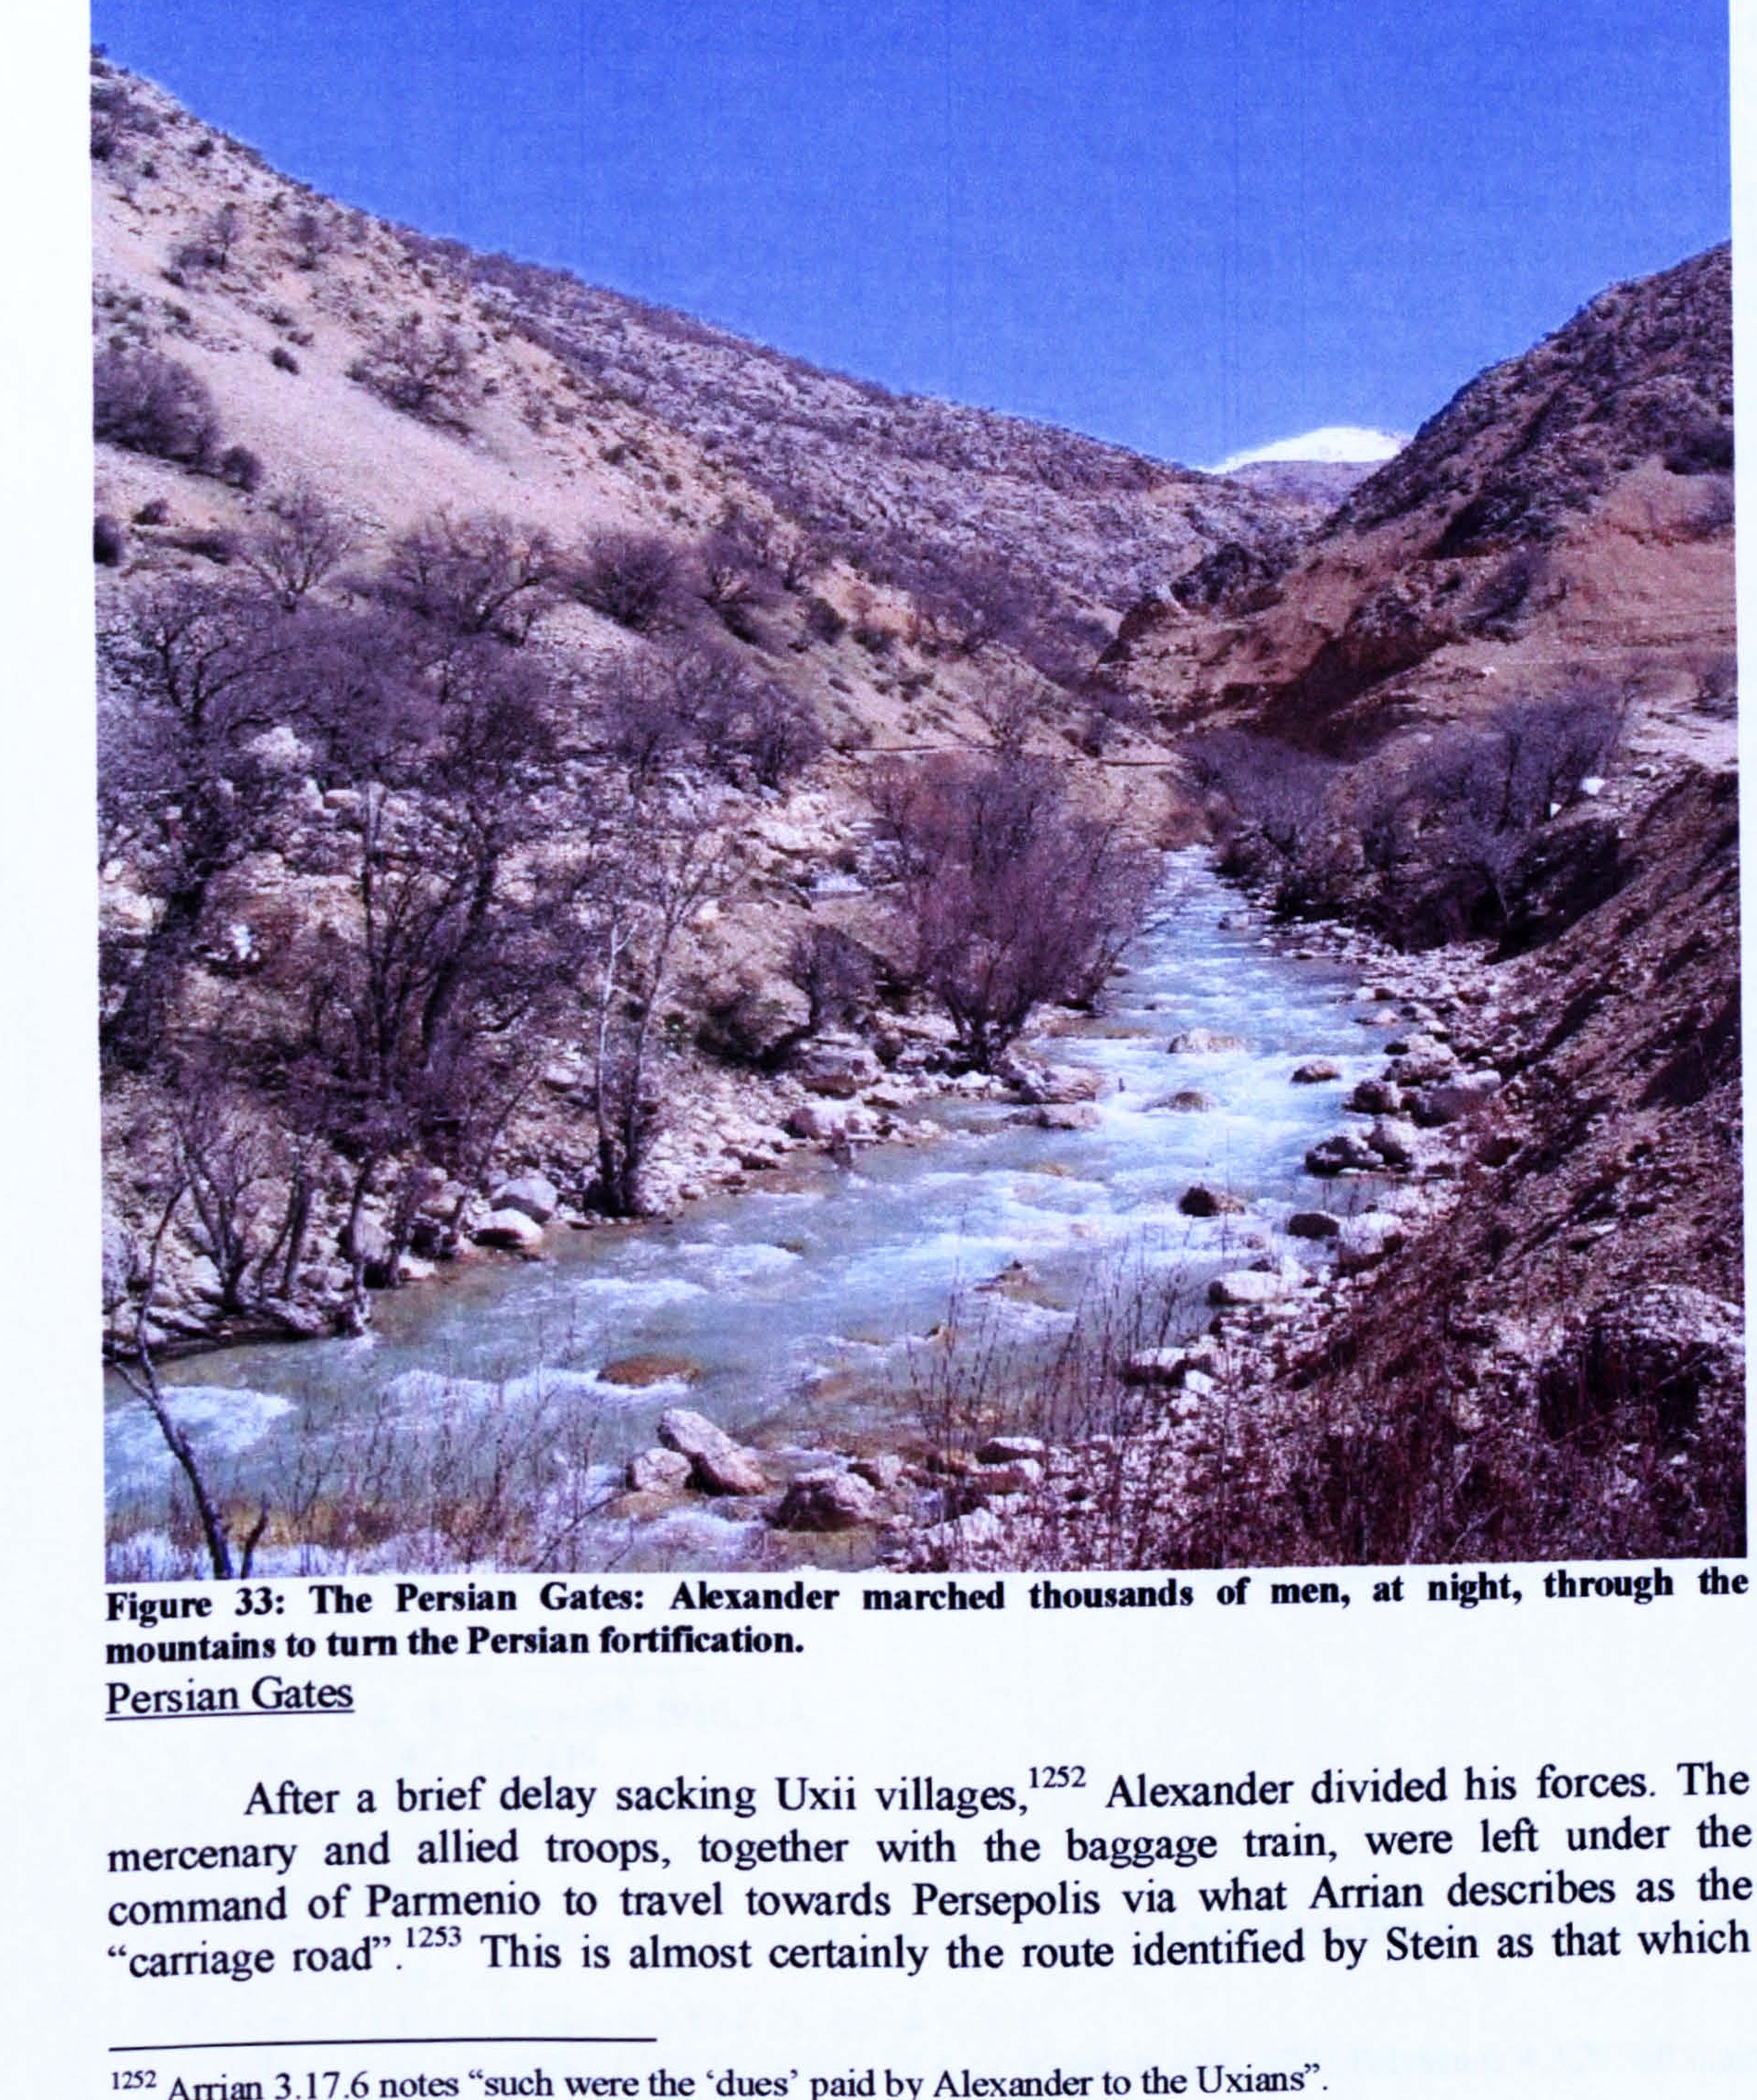 Figure 33: The Persian Gates: Alexander marched thousands of men, at night, through the
mountains to turn the Persian fortification.
Persian Gates
After a brief delay sacking Uxii villages,1252 Alexander divided his forces. The
mercenary and allied troops, together with the baggage train, were left under the
command of Parmenio to travel towards Persepolis via what Arrian describes as the
“carriage road”.1253 This is almost certainly the route identified by Stein as that which
1252 Arrian 3.17.6 notes “such were the ‘dues’ paid by Alexander to the Uxians”.